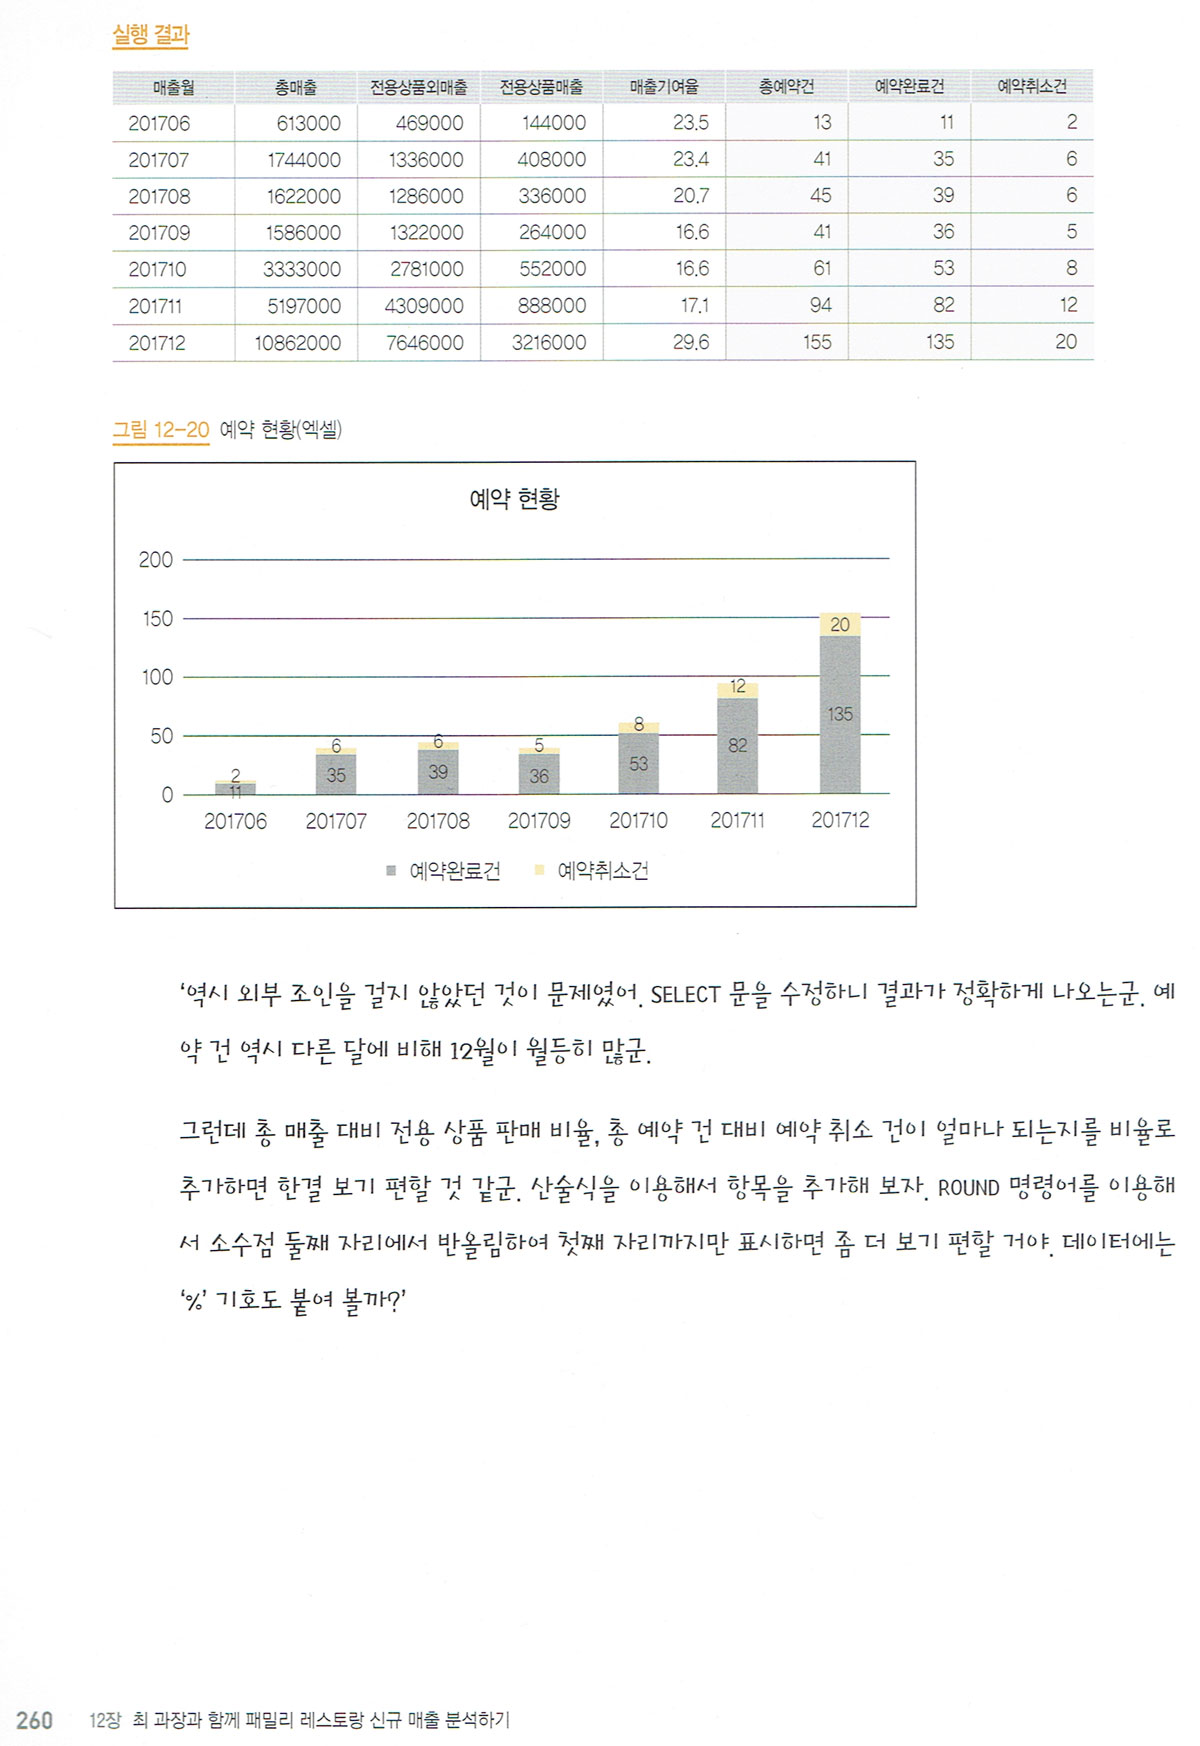 실행 결과
매출월 총매출 전용상품외매출 전용상품매출 매출기여율 총예약건 예약완료건 예약취소건
201706 613000 469000 144000 23.5 13 11 2
201707 1744000 1336000 408000 23.4 41 35 6
201708 1622000 1286000 336000 20.7 45 39 6
201709 1586000 1322000 264000 16.6 41 36 5
201710 3333000 2781000 552000 16.6 61 53 8
201711 5197000 4309000 888000 17.1 94 82 12
201712 10862000 7646000 3216000 29.6 155 135 20
그림 12-20 예약 현황(엑셀)
예약 현황
200
150
100
50
0
2 6 6 5 8 12 20
11 35 39 36 53 82 135
201706 201707 201708 201709 201710 201711 201712
예약완료건 예약취소건
‘역시 외부 조인을 걸지 않았던 것이 문제였어. SELECT 문을 수정하니 결과가 정확하게 나오는군. 예
약 건 역시 다른 달에 비해 12월이 월등히 많군.
그런데 총 매출 대비 전용 상품 판매 비율, 총 예약 건 대비 예약 취소 건이 얼마나 되는지를 비율로
추가하면 한결 보기 편할 것 같군. 산술식을 이용해서 항목을 추가해 보자. ROUND 명령어를 이용해
서 소수점 둘째 자리에서 반올림하여 첫째 자리까지만 표시하면 좀 더 보기 편할 거야. 데이터에는
‘%’ 기호도 붙여 볼까?’
260 12장 최 과장과 함께 패밀리 레스토랑 신규 매출 분석하기